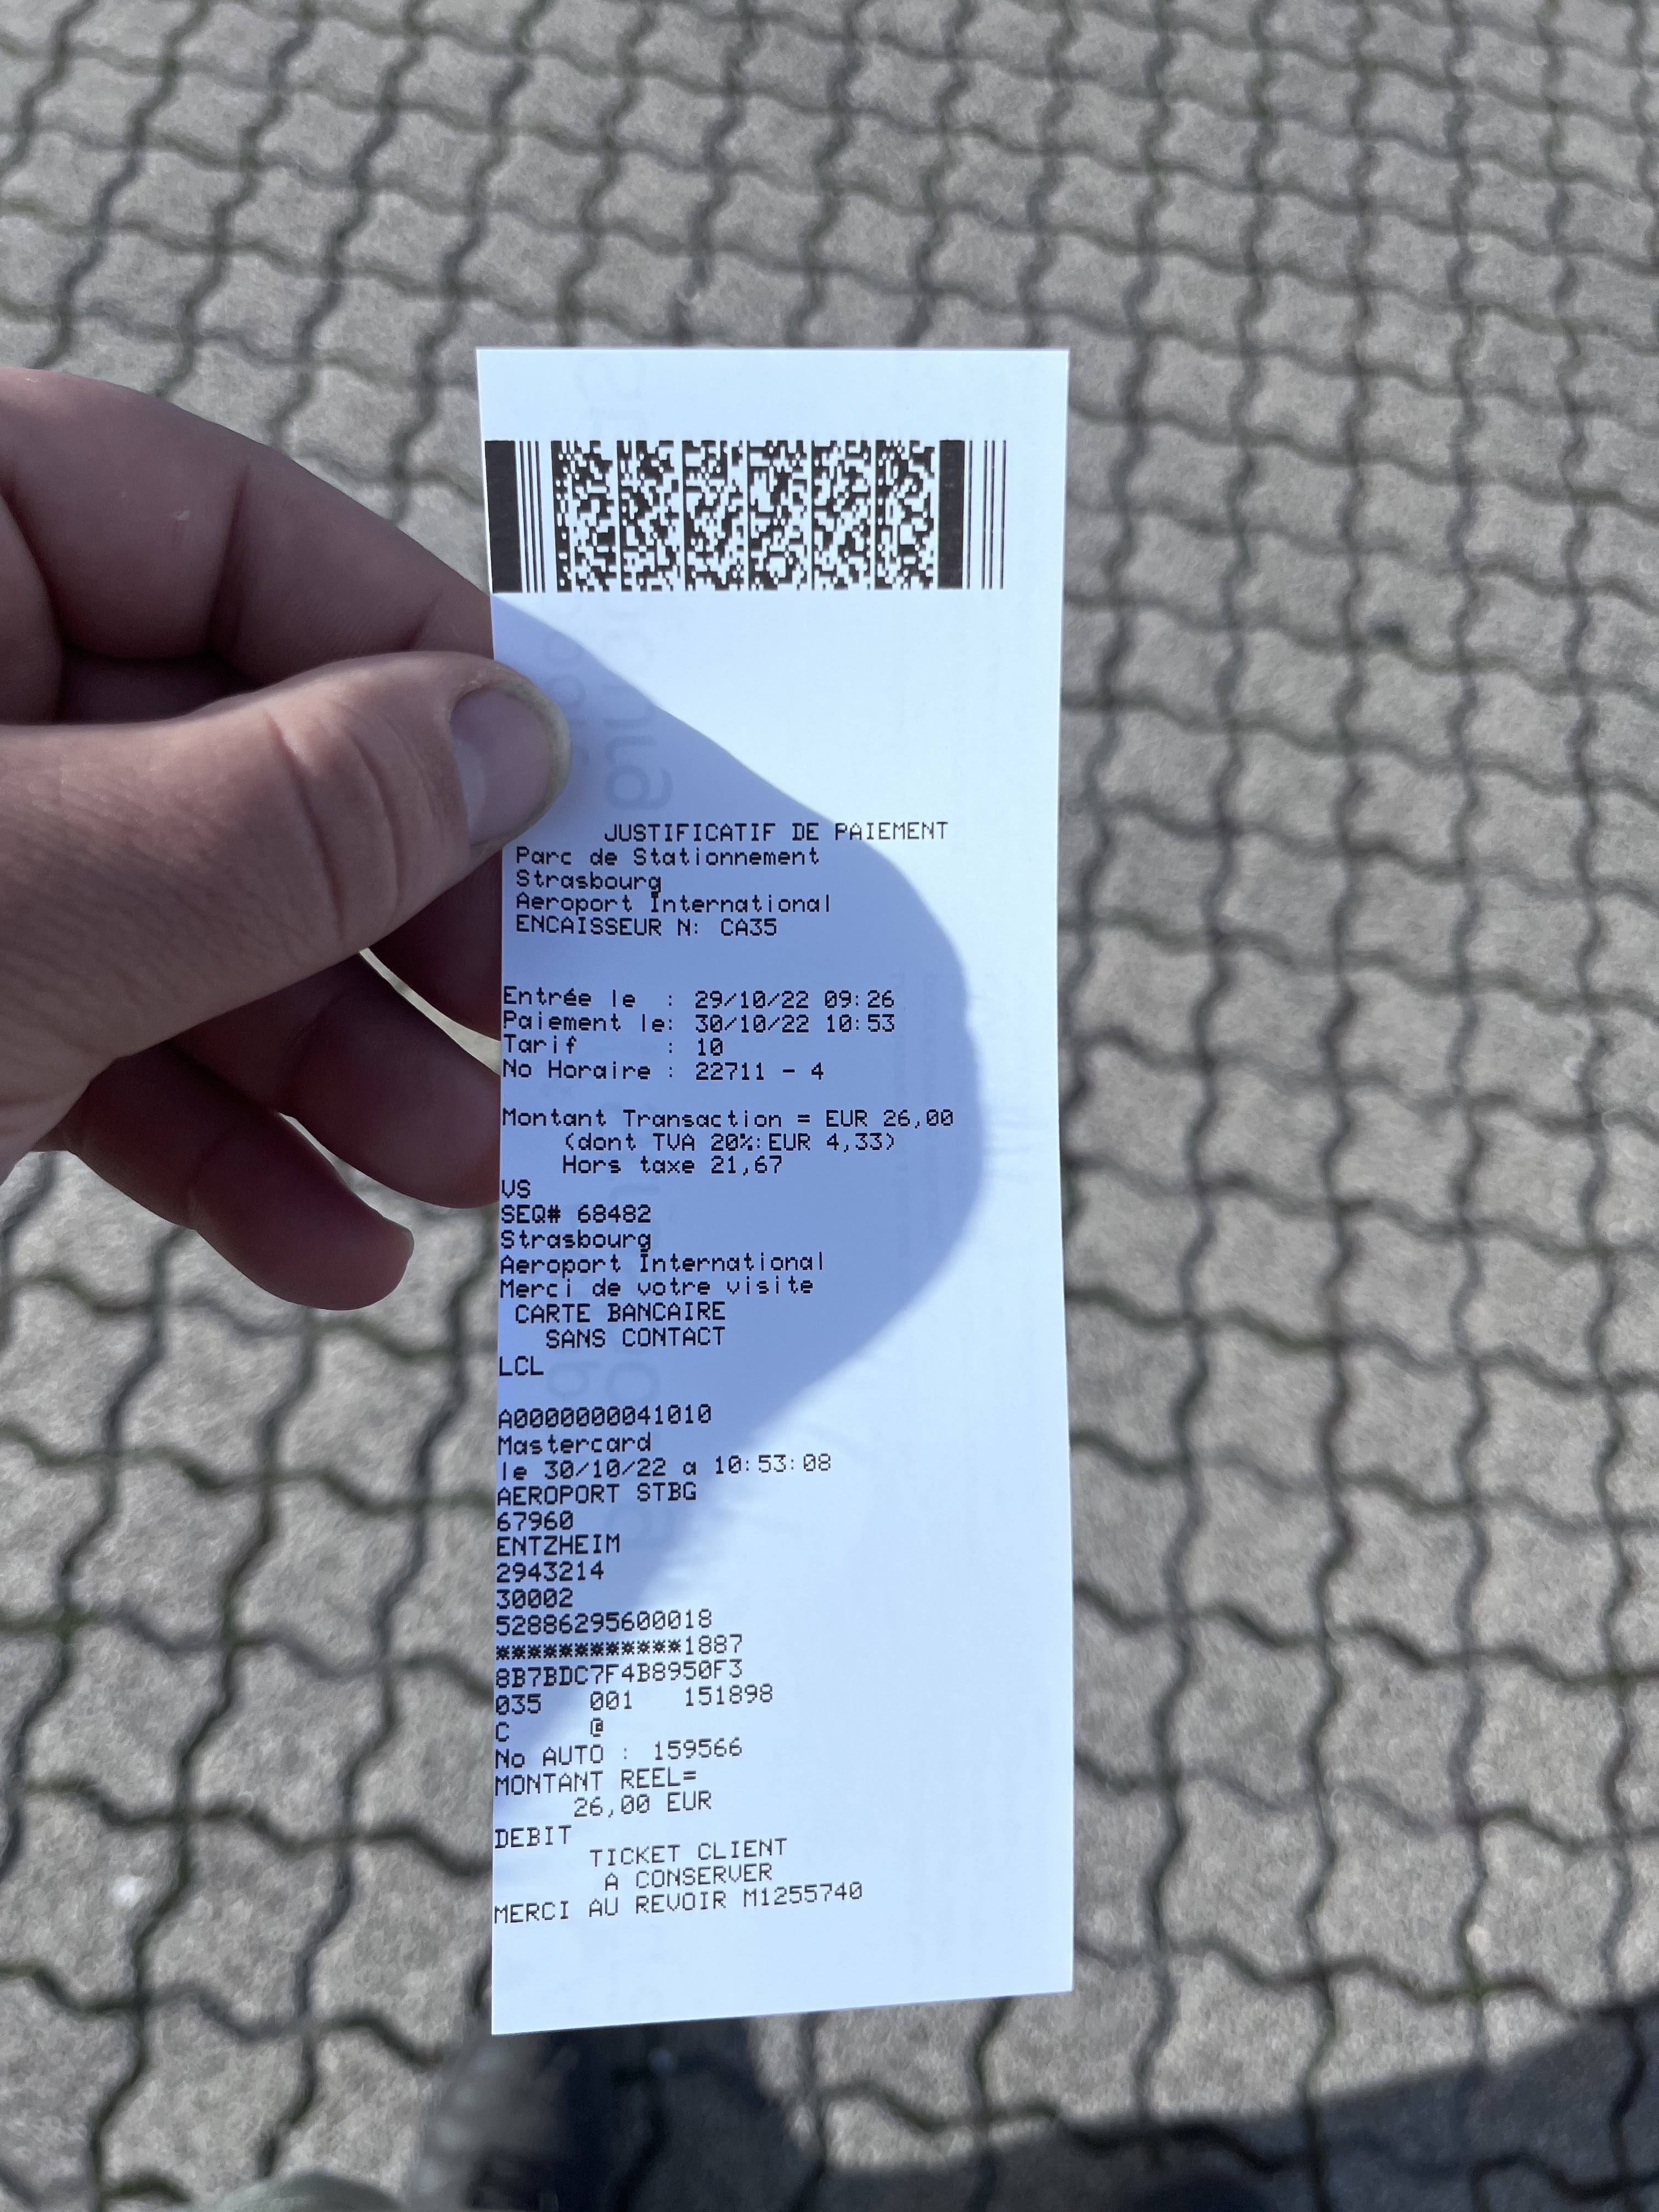 JUSTIFICATIF DE PAIEMENT
Parc de Stationnement
Strasbourg
Aeroport International
ENCAISSEUR N: CA35
Entrée le : 29/10/22 09:26
Paiement le: 30/10/22 10:53
Tarif : 10
No Horaire : 22711 - 4
Montant Transaction = EUR 26,00
(dont TVA 20%:EUR 4,33)
Hors taxe 21,67
VS
SEQ# 68482
Strasbourg
Aeroport International
Merci de votre visite
CARTE BANCAIRE
SANS CONTACT
LCL
A0000000041010
Mastercard
le 30/10/22 a 10:53:08
AEROPORT STBG
67960
ENTZHEIM
2943214
30002
52886295600018
************1887
8B7BDC7F4B8950F3
035 001 151898
C @
No AUTO : 159566
MONTANT REEL=
26,00 EUR
DEBIT
TICKET CLIENT
A CONSERVER
MERCI AU REVOIR M1255740